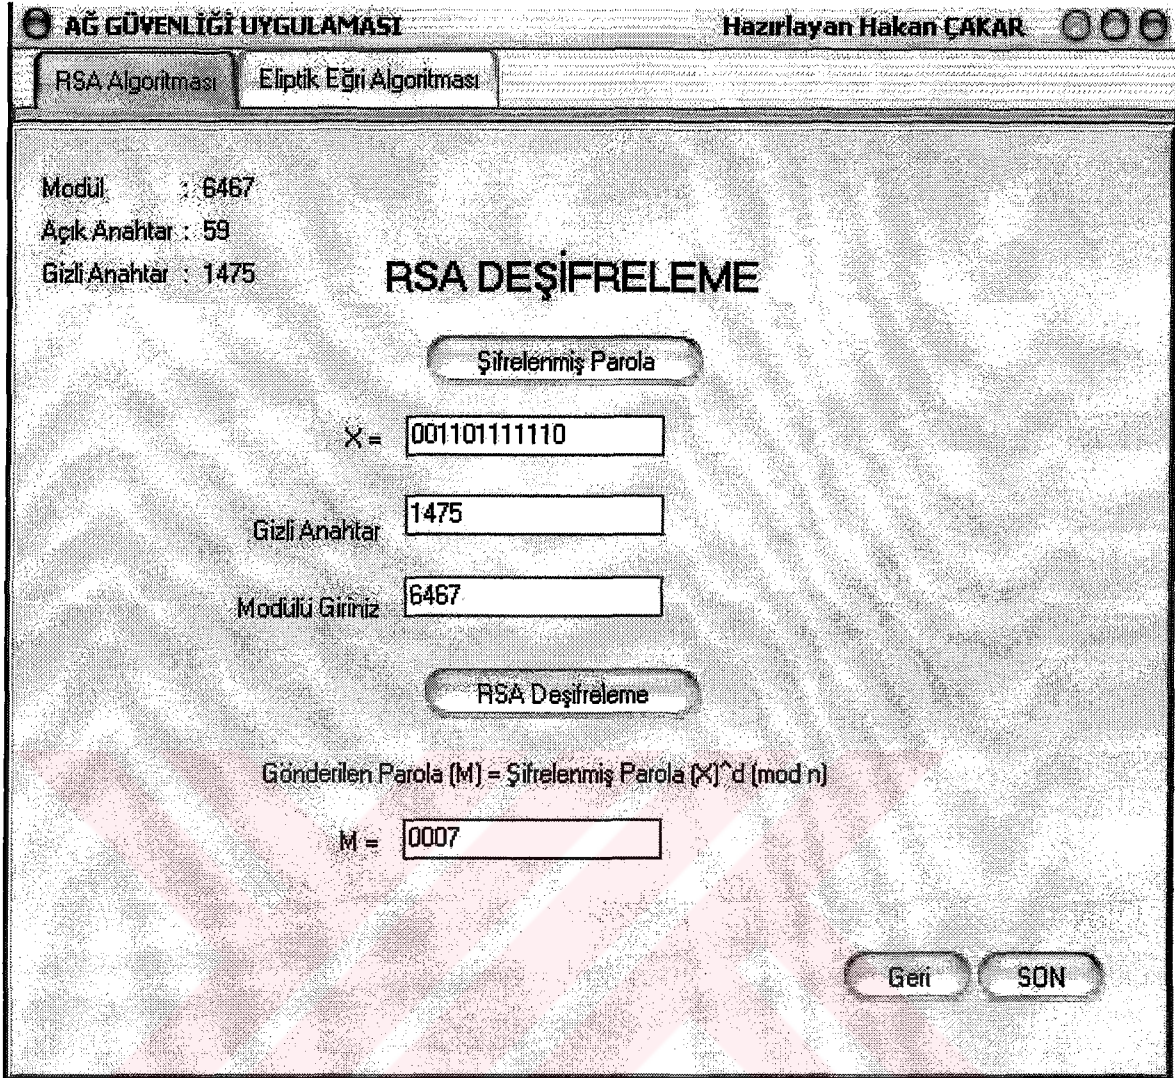 AĞ GÜVENLİĞİ UYGULAMASI Hazırlayan Hakan ÇAKAR
RSA Algoritması Eliptik Eğri Algoritması
Modül : 6467
Açık Anahtar : 59
Gizli Anahtar : 1475
RSA DEŞİFRELEME
Şifrelenmiş Parola
X = 001101111110
Gizli Anahtar 1475
Modülü Giriniz 6467
RSA Deşifreleme
Gönderilen Parola (M) = Şifrelenmiş Parola (X)^d (mod n)
M = 0007
Geri SON